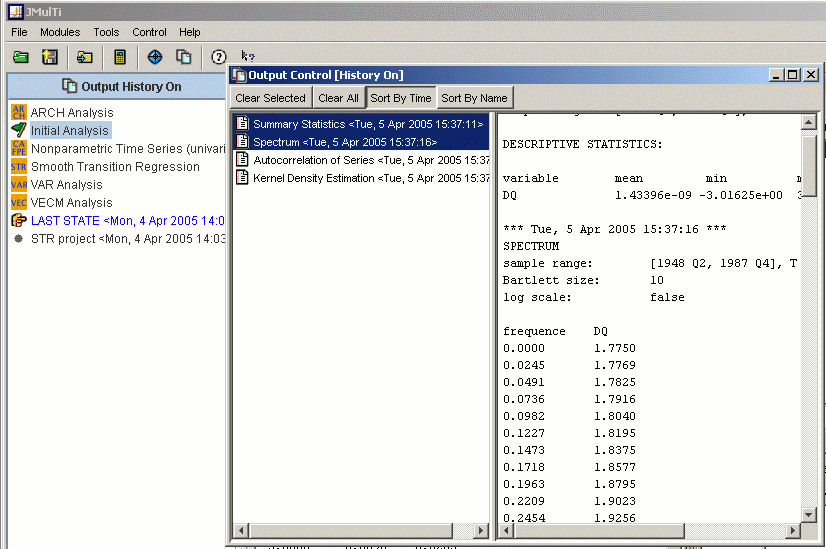 JMulTi
File Modules Tools Control Help
Output History On
ARCH Analysis
Initial Analysis
Nonparametric Time Series (univari
STR Smooth Transition Regression
VAR VAR Analysis
VEC VECM Analysis
LAST STATE <Mon, 4 Apr 2005 14:0
STR project <Mon, 4 Apr 2005 14:03
Output Control [History On]
Clear Selected Clear All Sort By Time Sort By Name
Summary Statistics <Tue, 5 Apr 2005 15:37:11>
Spectrum <Tue, 5 Apr 2005 15:37:16>
Autocorrelation of Series <Tue, 5 Apr 2005 15:37
Kernel Density Estimation <Tue, 5 Apr 2005 15:37
DESCRIPTIVE STATISTICS:
variable mean min
DQ 1.43396e-09 -3.01625e+00
*** Tue, 5 Apr 2005 15:37:16 ***
SPECTRUM
sample range: [1948 Q2, 1987 Q4], T
Bartlett size: 10
log scale: false
frequence DQ
0.0000 1.7750
0.0245 1.7769
0.0491 1.7825
0.0736 1.7916
0.0982 1.8040
0.1227 1.8195
0.1473 1.8375
0.1718 1.8577
0.1963 1.8795
0.2209 1.9023
0.2454 1.9256